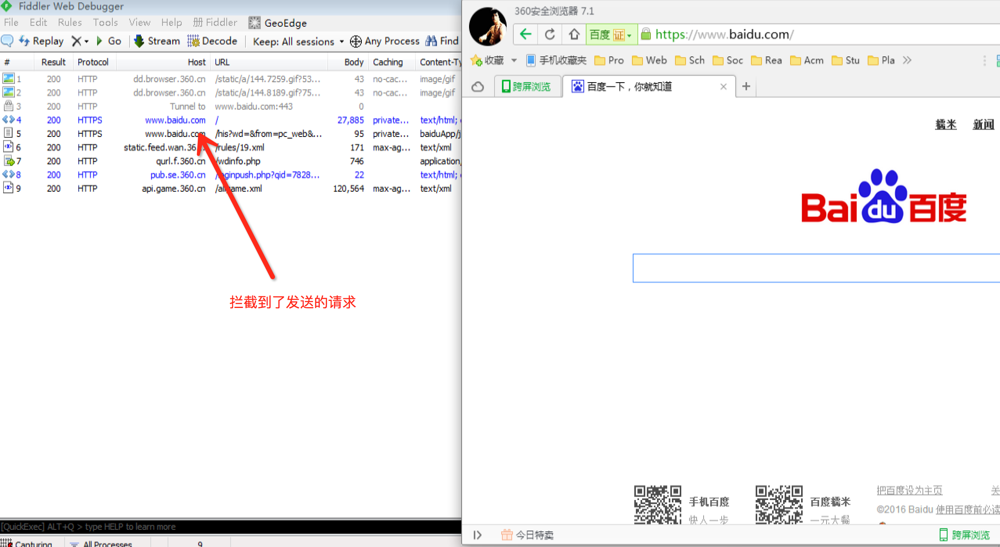 Fiddler Web Debugger
File Edit Rules Tools View Help 册 Fiddler GeoEdge
Replay Go Stream Decode Keep: All sessions Any Process Find
# Result Protocol Host URL Body Caching Content-Ty
1 200 HTTP dd.browser.360.cn /static/a/144.7259.gif?53... 43 no-cac... image/gif
2 200 HTTP dd.browser.360.cn /static/a/144.8189.gif?75... 43 no-cac... image/gif
3 200 HTTP Tunnel to www.baidu.com:443 0
4 200 HTTPS www.baidu.com / 27,885 private... text/html;
5 200 HTTPS www.baidu.com /his?wd=&from=pc_web&... 95 private... baiduApp/j
6 200 HTTP static.feed.wan.36 /rules/19.xml 171 max-ag... text/xml
7 200 HTTP qurl.f.360.cn /wdinfo.php 746 application
8 200 HTTP pub.se.360.cn ginpush.php?qid=7828... 22 text/html;
9 200 HTTP api.game.360.cn /allgame.xml 120,564 max-ag... text/xml
拦截到了发送的请求
[QuickExec] ALT+Q > type HELP to learn more
Capturing All Processes 9
360安全浏览器 7.1
百度 证 https://www.baidu.com/
收藏 手机收藏夹 Pro Web Sch Soc Rea Acm Stu Pla
跨屏浏览 百度一下，你就知道
糯米 新闻
Bai du 百度
手机百度
快人一步
百度糯米
一元大餐
把百度设为主页 关
©2016 Baidu 使用百度前必读
今日特卖 跨屏浏览